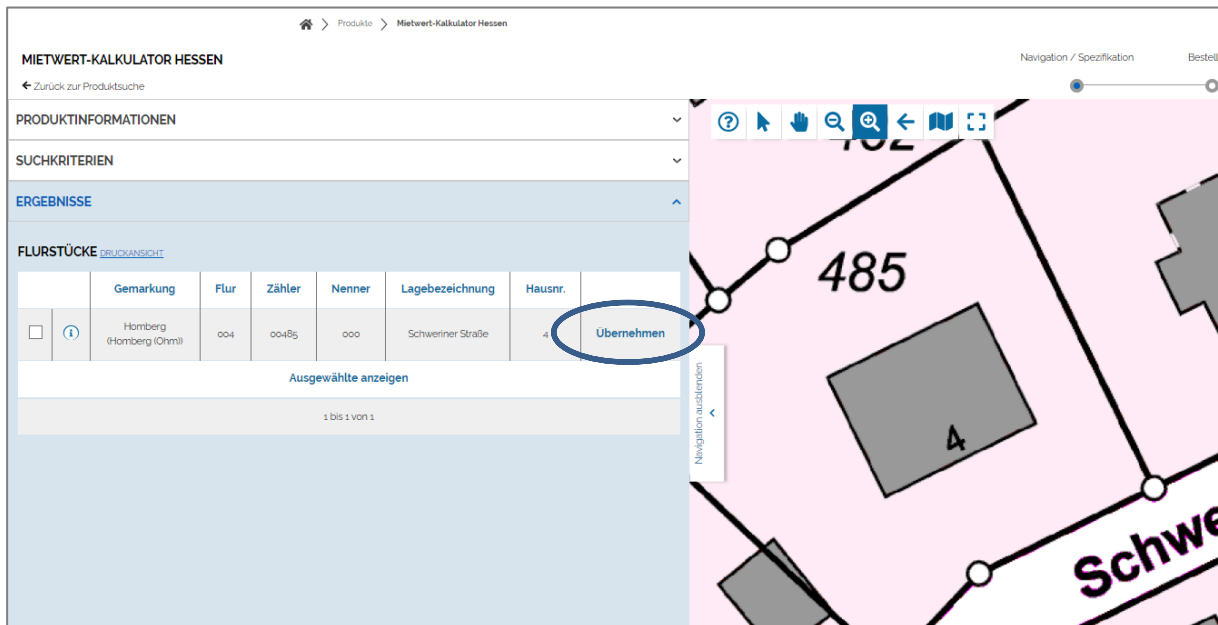 Produkte Mietwert-Kalkulator Hessen
MIETWERT-KALKULATOR HESSEN
Navigation / Spezifikation Bestell
Zurück zur Produktsuche
PRODUKTINFORMATIONEN
SUCHKRITERIEN
ERGEBNISSE
FLURSTÜCKE DRUCKANSICHT
Gemarkung Flur Zähler Nenner Lagebezeichnung Hausnr.
Homberg
(Homberg (Ohm))
004 00485 000 Schweriner Straße 4 Übernehmen
Ausgewählte anzeigen
1 bis 1 von 1
Navigation ausblenden
485
4
Schwe